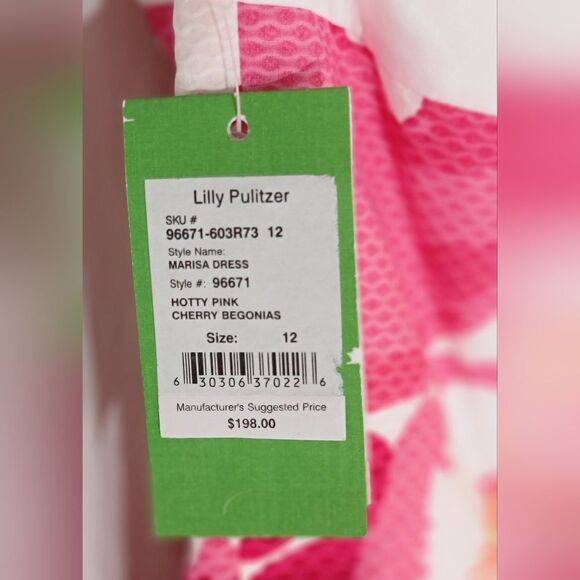 Lilly Pulitzer
SKU #
96671-603R73 12
Style Name:
MARISA DRESS
Style #: 96671
HOTTY PINK
CHERRY BEGONIAS
Size: 12
6 30306 37022 6
Manufacturer's Suggested Price
$198.00